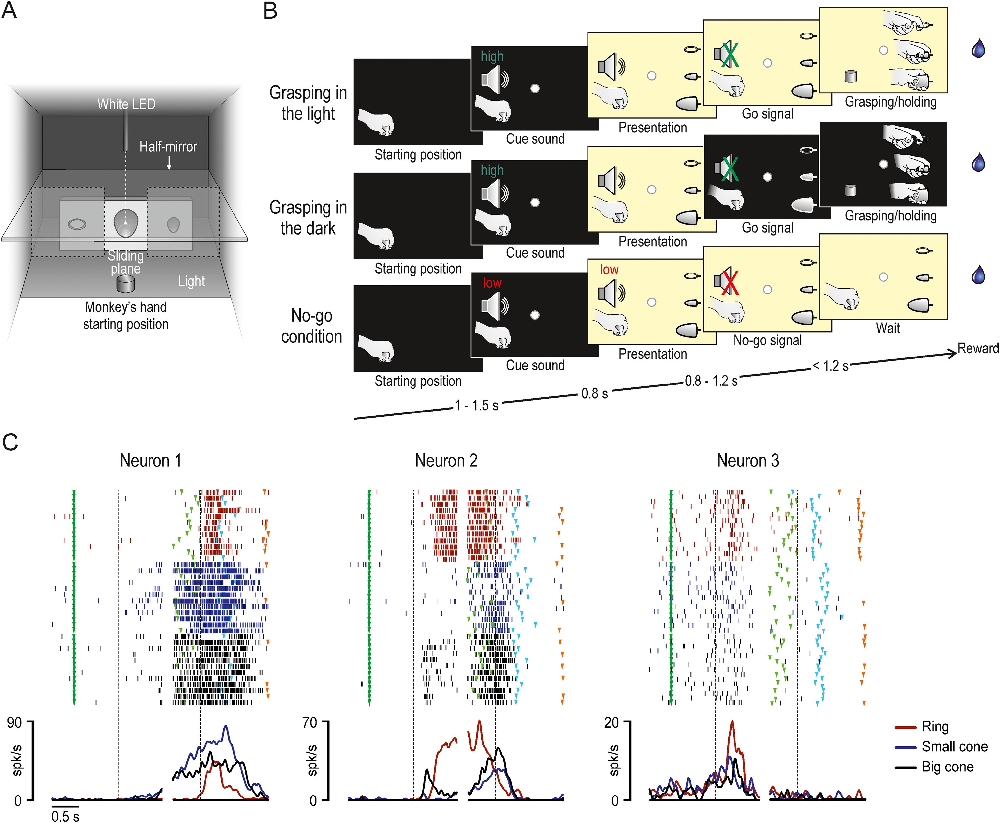 A
White LED
Half-mirror
Sliding
plane
Light
Monkey's hand
starting position
B
Grasping in
the light
Starting position
high
Cue sound
Presentation
Go signal
Grasping/holding
Grasping in
the dark
Starting position
high
Cue sound
Presentation
Go signal
Grasping/holding
No-go
condition
Starting position
low
Cue sound
low
Presentation
No-go signal
Wait
1 - 1.5 s
0.8 s
0.8 - 1.2 s
< 1.2 s
Reward
C
Neuron 1
Neuron 2
Neuron 3
90
spk/s
0
0.5 s
70
spk/s
0
20
spk/s
0
Ring
Small cone
Big cone